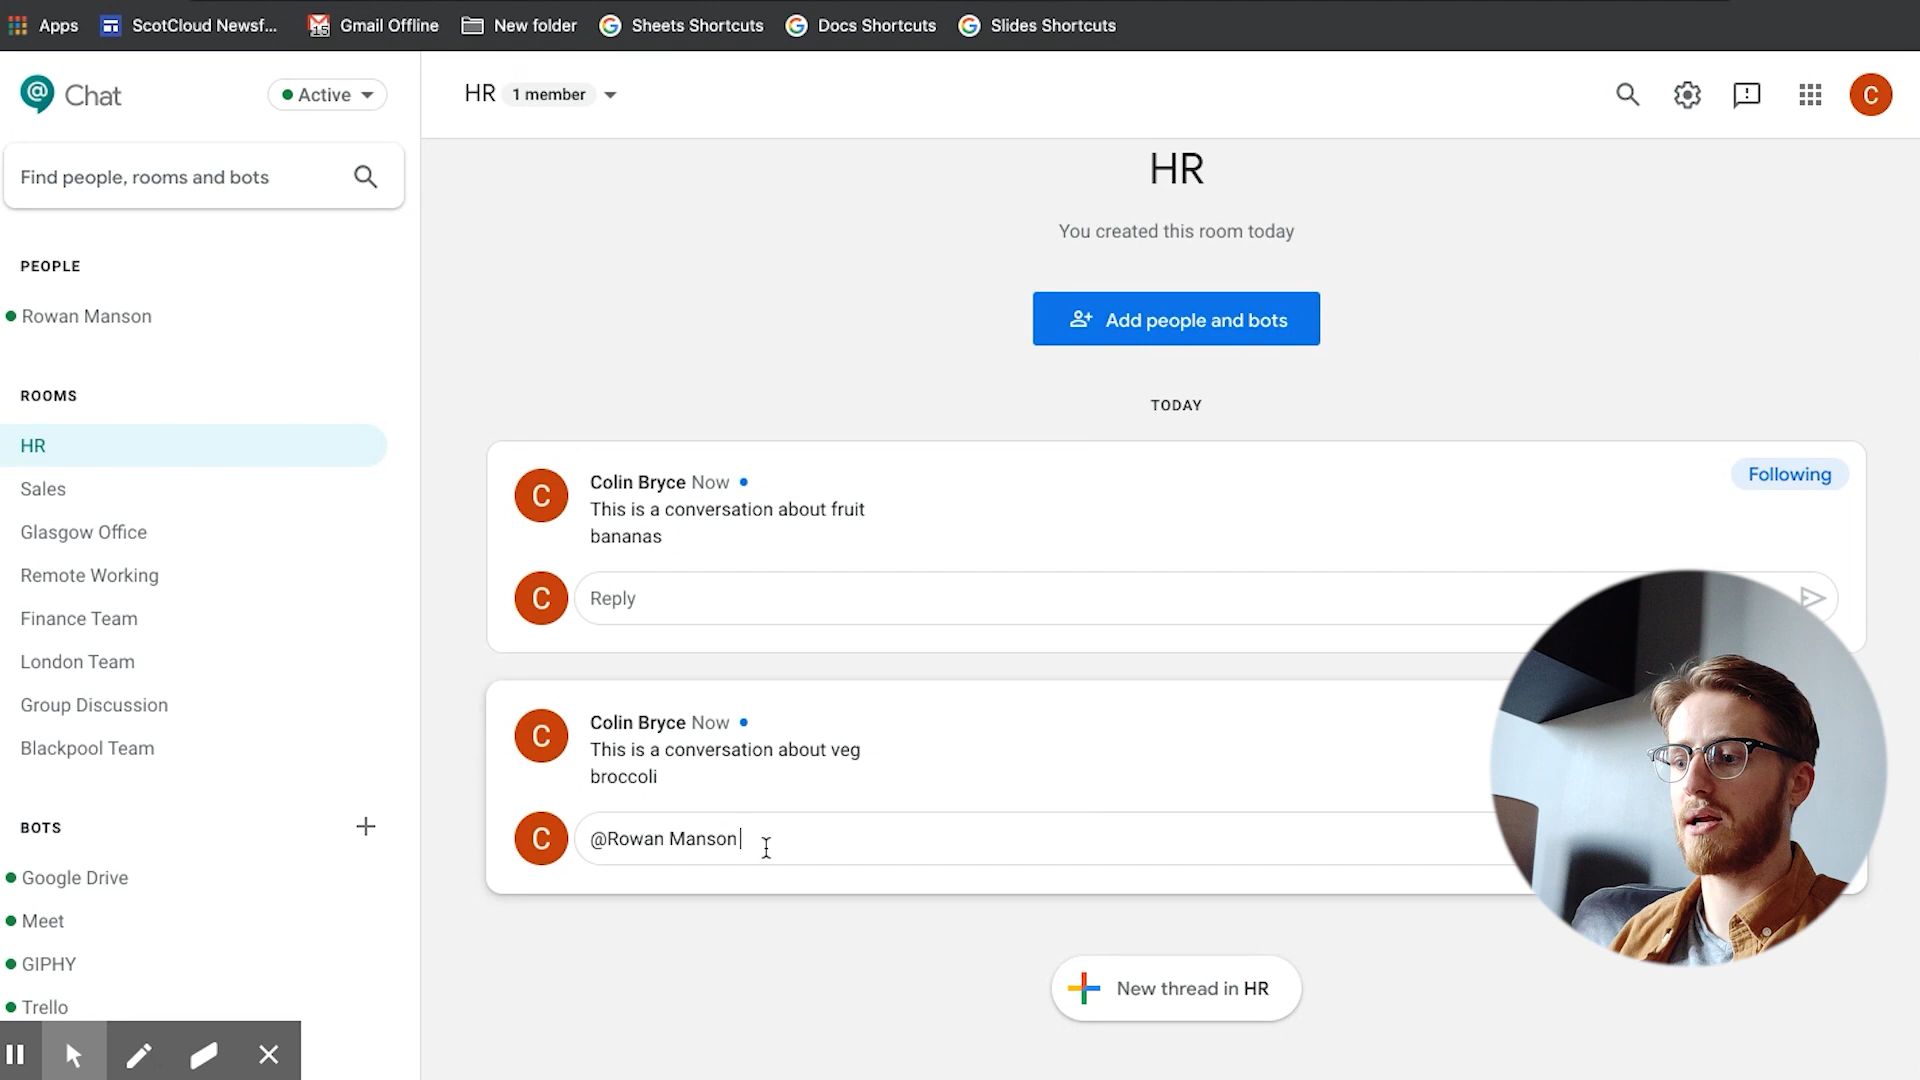 Apps
ScotCloud Newsf...
15
Gmail Offline
New folder
G
Sheets Shortcuts
G
Docs Shortcuts
G
Slides Shortcuts
@
Chat
Active
HR
1 member
C
Find people, rooms and bots
PEOPLE
Rowan Manson
ROOMS
HR
Sales
Glasgow Office
Remote Working
Finance Team
London Team
Group Discussion
Blackpool Team
BOTS
Google Drive
Meet
GIPHY
Trello
HR
You created this room today
Add people and bots
TODAY
C
Colin Bryce Now
Following
This is a conversation about fruit
bananas
C
Reply
C
Colin Bryce Now
This is a conversation about veg
broccoli
C
@Rowan Manson
New thread in HR